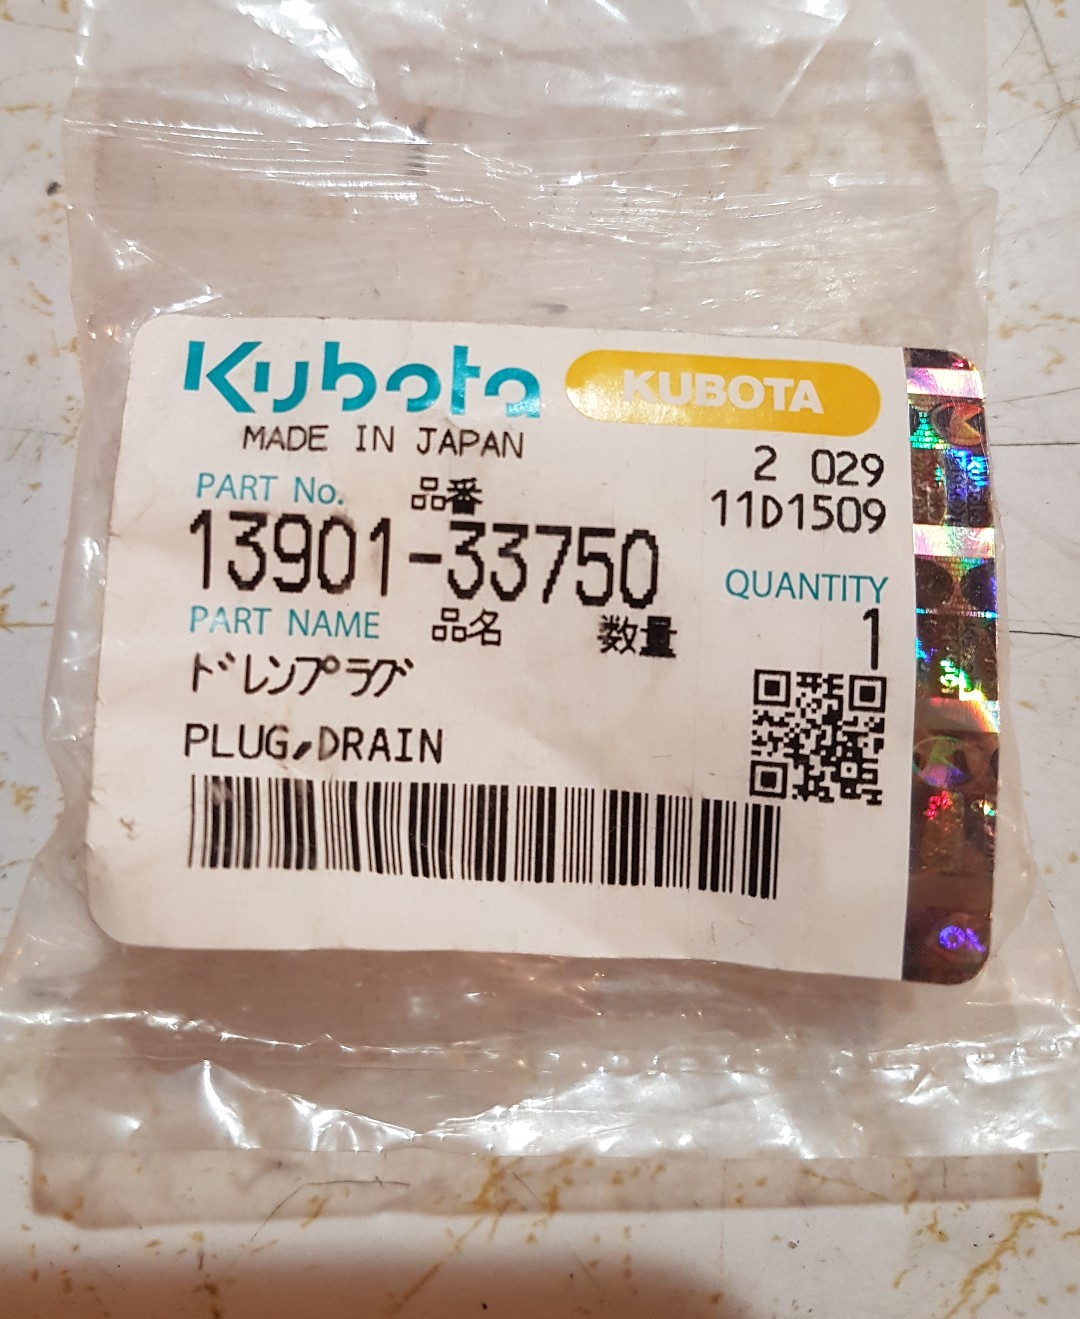 Kubota KUBOTA
MADE IN JAPAN
2 029
PART No. 品番
11D1509
13901-33750
QUANTITY
PART NAME 品名 数量
1
ドレンプラグ
PLUG,DRAIN